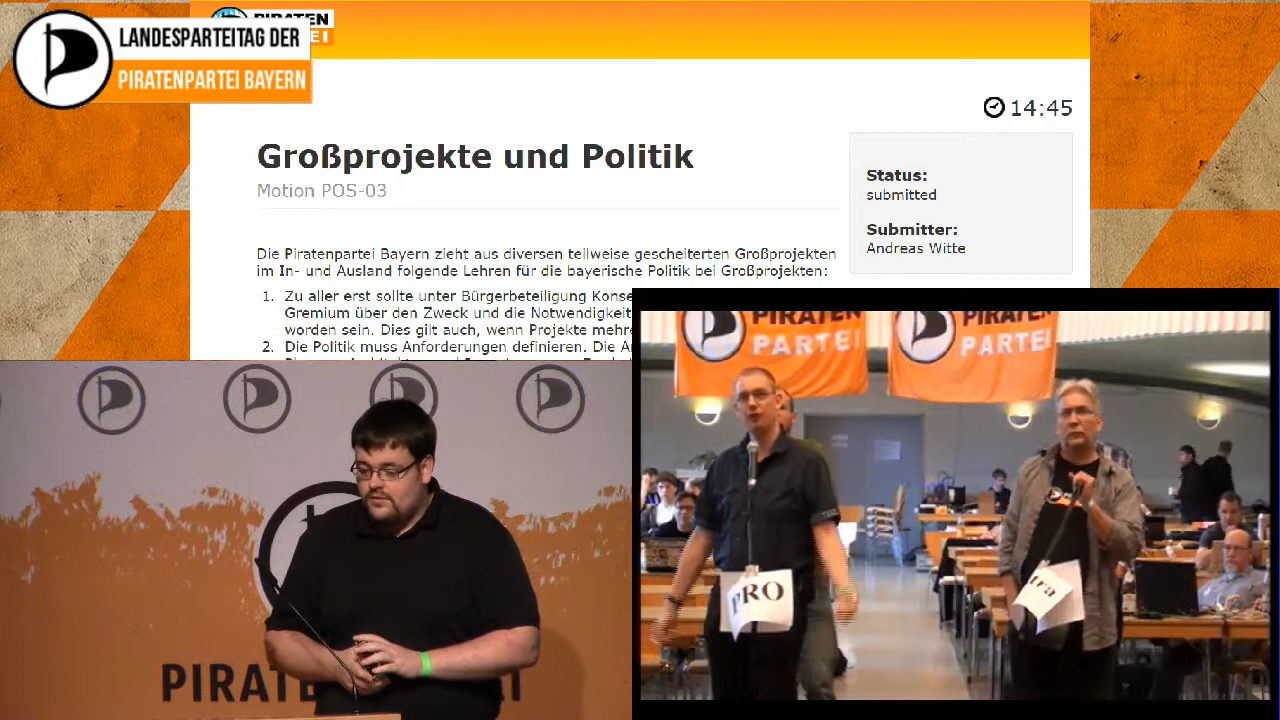 PIRATEN
LANDESPARTEITAG DER
PIRATENPARTEI BAYERN
14:45
Großprojekte und Politik
Motion POS-03
Status:
submitted
Submitter:
Andreas Witte
Die Piratenpartei Bayern zieht aus diversen teilweise gescheiterten Großprojekten
im In- und Ausland folgende Lehren für die bayerische Politik bei Großprojekten:
1. Zu aller erst sollte unter Bürgerbeteiligung Konse
Gremium über den Zweck und die Notwendigkeit
worden sein. Dies gilt auch, wenn Projekte mehre
2. Die Politik muss Anforderungen definieren. Die A
PIRATEN
PARTEI
PIRATEN
PARTEI
PRO
tra
PIRATE